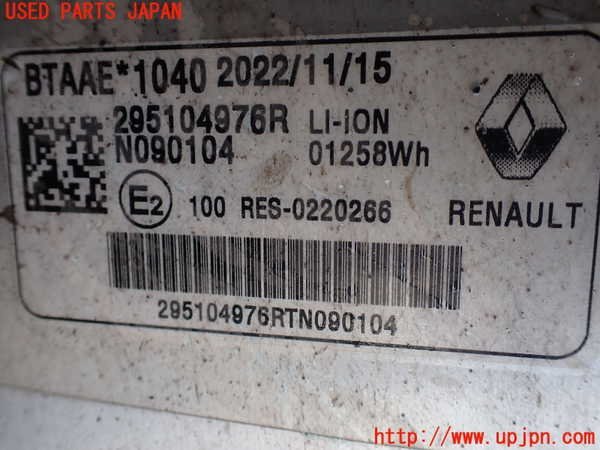 USED PARTS JAPAN
BTAAE*1040 2022/11/15
295104976R LI-ION
N090104 01258Wh
E2 100 RES-0220266 RENAULT
295104976RTN090104
http://www.upjpn.com